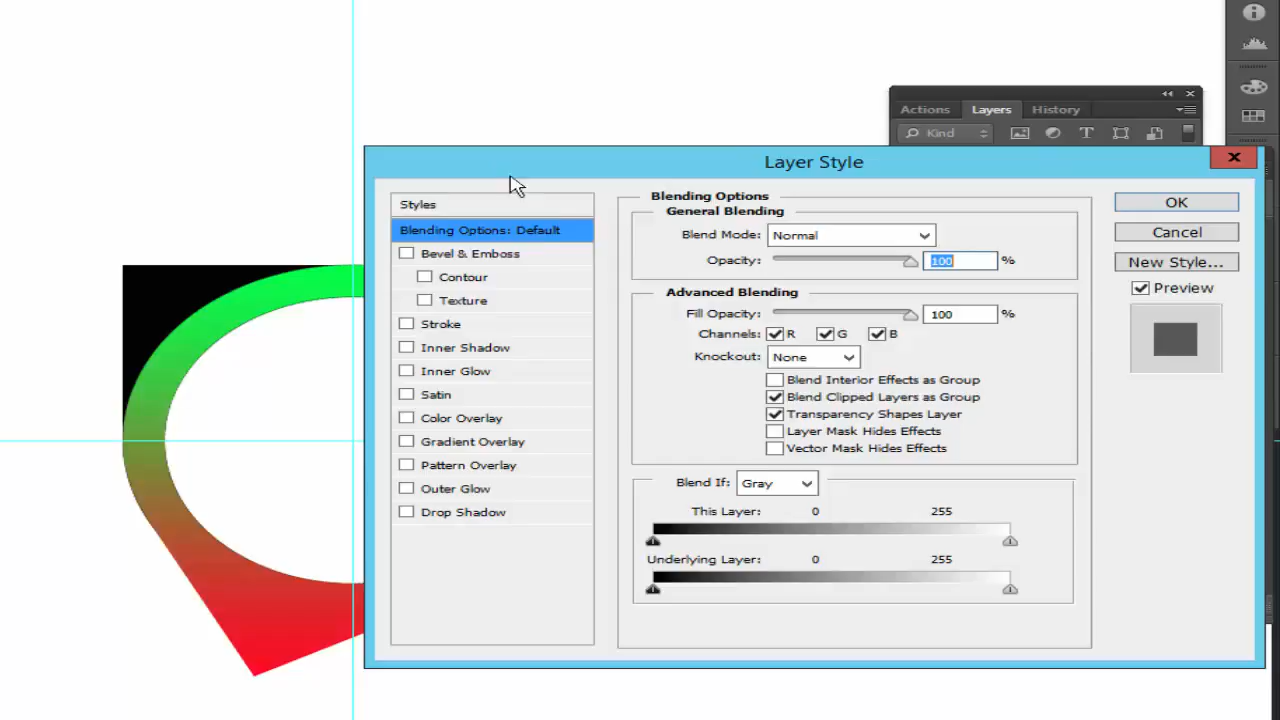 Actions Layers History
Kind
Layer Style
Styles
Blending Options: Default
Bevel & Emboss
Contour
Texture
Stroke
Inner Shadow
Inner Glow
Satin
Color Overlay
Gradient Overlay
Pattern Overlay
Outer Glow
Drop Shadow
Blending Options
General Blending
Blend Mode: Normal
Opacity: 100 %
Advanced Blending
Fill Opacity: 100 %
Channels: R G B
Knockout: None
Blend Interior Effects as Group
Blend Clipped Layers as Group
Transparency Shapes Layer
Layer Mask Hides Effects
Vector Mask Hides Effects
Blend If: Gray
This Layer: 0 255
Underlying Layer: 0 255
OK
Cancel
New Style...
Preview